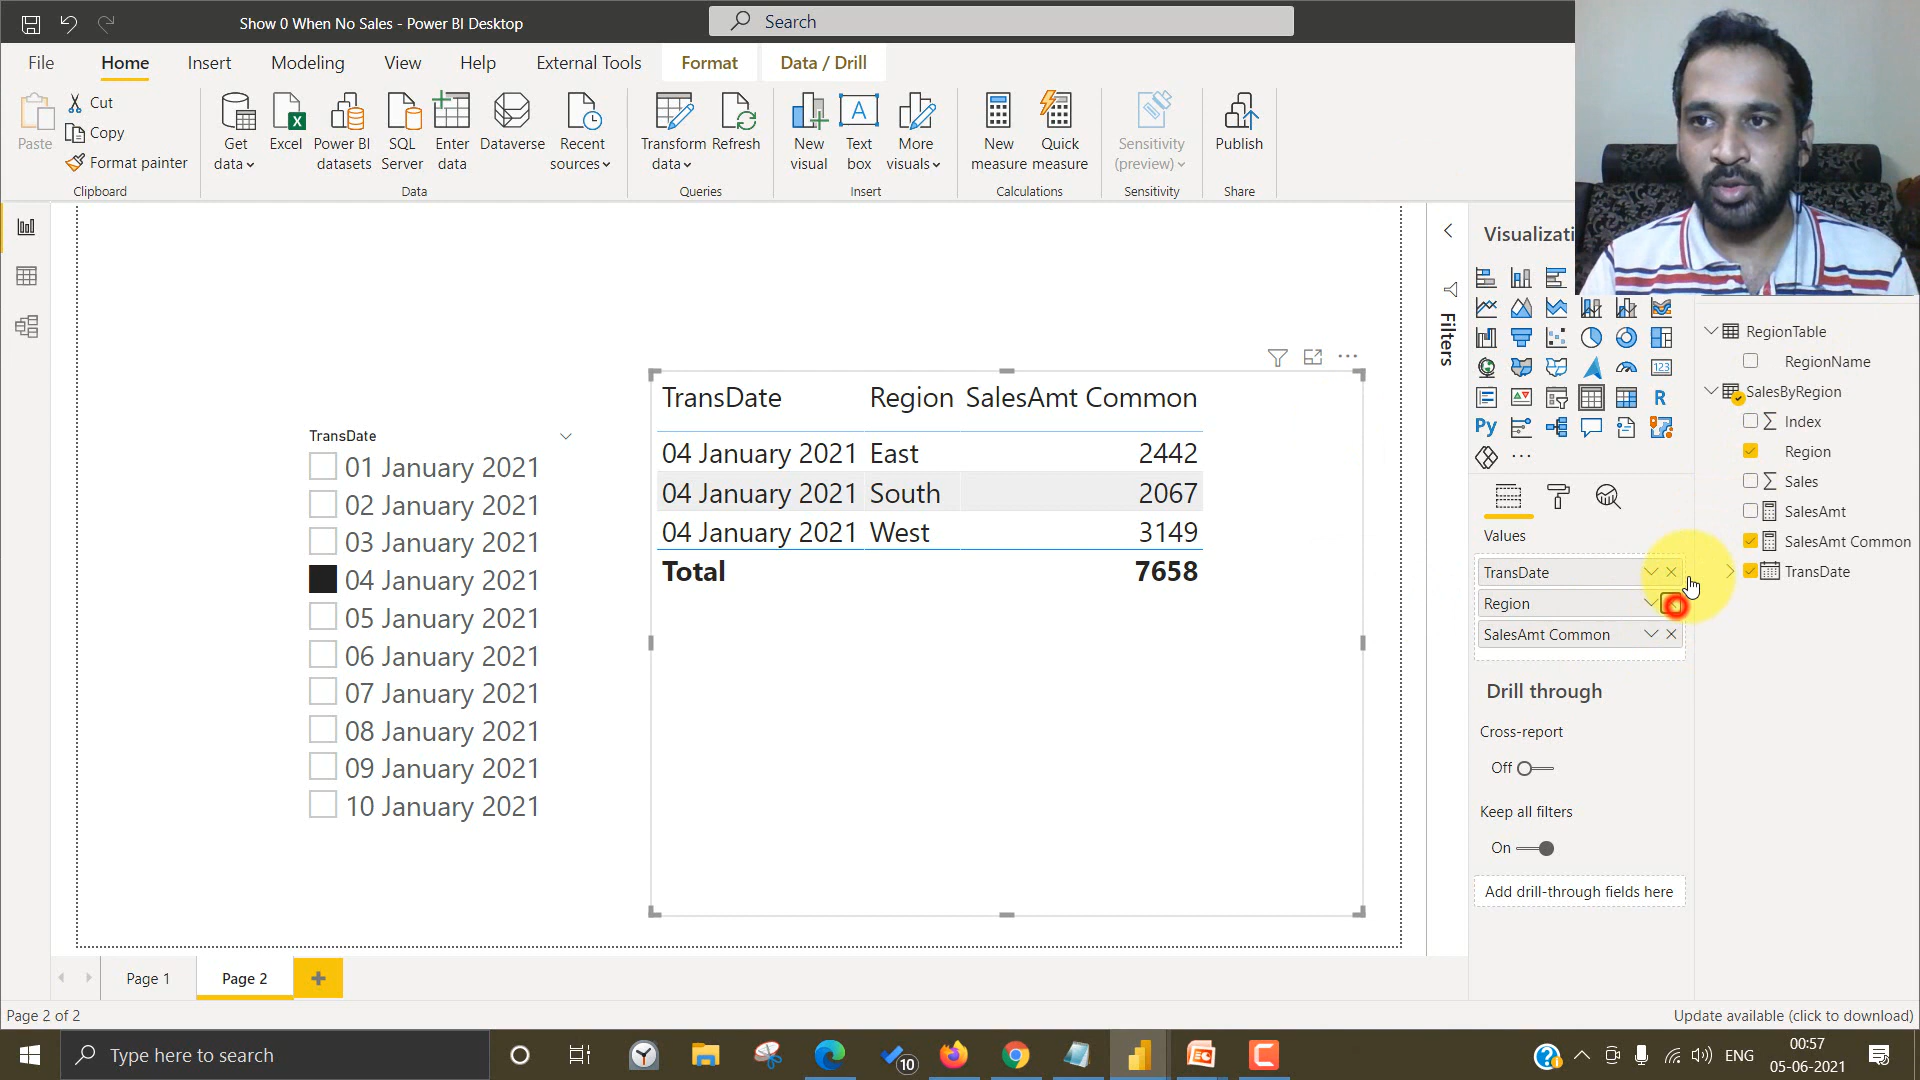 Show 0 When No Sales - Power BI Desktop
Search
File
Home
Insert
Modeling
View
Help
External Tools
Format
Data / Drill
Paste
Cut
Copy
Format painter
Clipboard
Get data
Excel
Power BI datasets
SQL Server
Enter data
Dataverse
Recent sources
Data
Transform data
Refresh
Queries
New visual
Text box
More visuals
Insert
New measure
Quick measure
Calculations
Sensitivity (preview)
Sensitivity
Publish
Share
TransDate
01 January 2021
02 January 2021
03 January 2021
04 January 2021
05 January 2021
06 January 2021
07 January 2021
08 January 2021
09 January 2021
10 January 2021
TransDate Region SalesAmt Common
04 January 2021 East 2442
04 January 2021 South 2067
04 January 2021 West 3149
Total 7658
Filters
Visualizati
123
R
Py
Values
TransDate
Region
SalesAmt Common
Drill through
Cross-report
Off
Keep all filters
On
Add drill-through fields here
RegionTable
RegionName
SalesByRegion
Index
Region
Sales
SalesAmt
SalesAmt Common
TransDate
Page 1
Page 2
Page 2 of 2
Update available (click to download)
Type here to search
10
ENG
00:57
05-06-2021